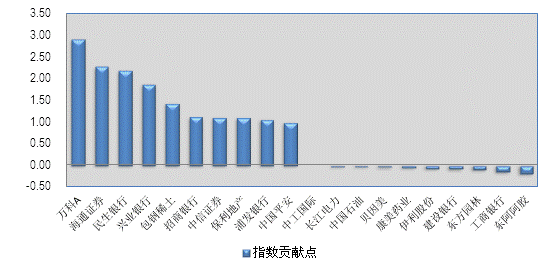 3.50
3.00
2.50
2.00
1.50
1.00
0.50
0.00
-0.50
万科A
海通证券
民生银行
兴业银行
包钢稀土
招商银行
中信证券
保利地产
浦发银行
中国平安
中工国际
长江电力
中国石油
贝因美
康美药业
伊利股份
建设银行
东方园林
工商银行
东阿阿胶
指数贡献点